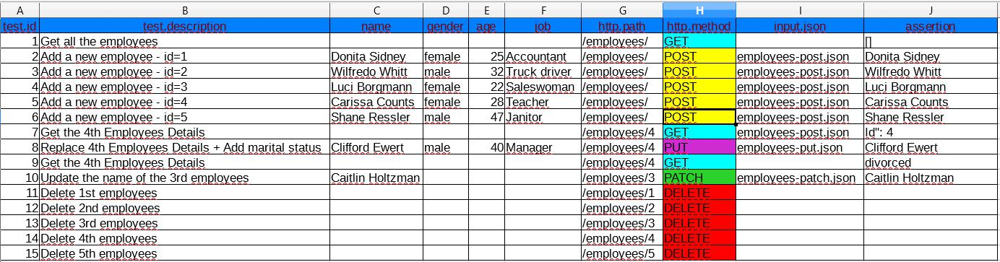 A B C D E F G H I J
test.id test.description name gender age job http.path http.method input.json assertion
1 Get all the employees /employees/ GET []
2 Add a new employee - id=1 Donita Sidney female 25 Accountant /employees/ POST employees-post.json Donita Sidney
3 Add a new employee - id=2 Wilfredo Whitt male 32 Truck driver /employees/ POST employees-post.json Wilfredo Whitt
4 Add a new employee - id=3 Luci Borgmann female 22 Saleswoman /employees/ POST employees-post.json Luci Borgmann
5 Add a new employee - id=4 Carissa Counts female 28 Teacher /employees/ POST employees-post.json Carissa Counts
6 Add a new employee - id=5 Shane Ressler male 47 Janitor /employees/ POST employees-post.json Shane Ressler
7 Get the 4th Employees Details /employees/4 GET employees-post.json Id": 4
8 Replace 4th Employees Details + Add marital status Clifford Ewert male 40 Manager /employees/4 PUT employees-put.json Clifford Ewert
9 Get the 4th Employees Details /employees/4 GET divorced
10 Update the name of the 3rd employees Caitlin Holtzman /employees/3 PATCH employees-patch.json Caitlin Holtzman
11 Delete 1st employees /employees/1 DELETE
12 Delete 2nd employees /employees/2 DELETE
13 Delete 3rd employees /employees/3 DELETE
14 Delete 4th employees /employees/4 DELETE
15 Delete 5th employees /employees/5 DELETE